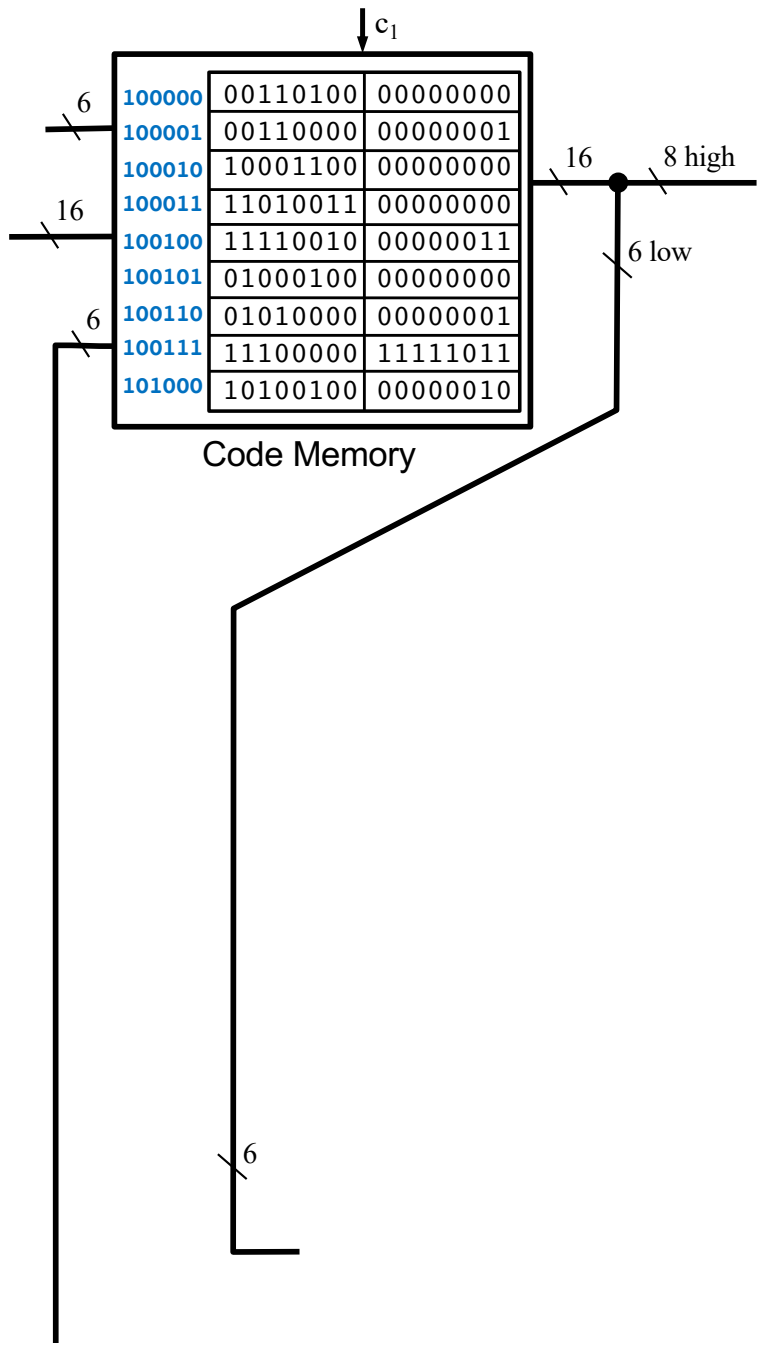 c1
6
100000 00110100 00000000
100001 00110000 00000001
16 8 high
100010 10001100 00000000
16
100011 11010011 00000000
100100 11110010 00000011
6 low
100101 01000100 00000000
6
100110 01010000 00000001
100111 11100000 11111011
101000 10100100 00000010
Code Memory
6